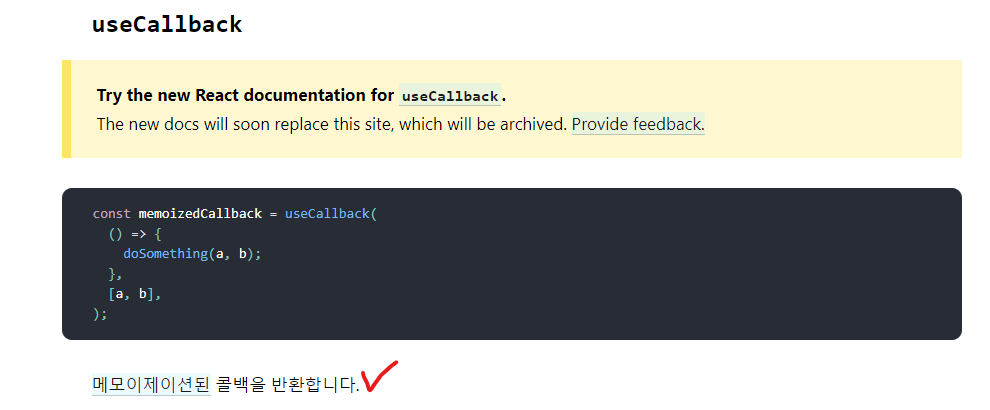 useCallback
Try the new React documentation for useCallback.
The new docs will soon replace this site, which will be archived. Provide feedback.
const memoizedCallback = useCallback(
  () => {
    doSomething(a, b);
  },
  [a, b],
);
메모이제이션된 콜백을 반환합니다.